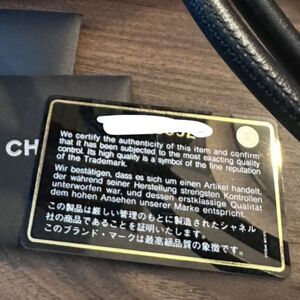 CH
We certify the authenticity of this item and confirm
that it has been subjected to the most exacting quality
control. Its high quality is a symbol of the fine reputation
of the Trademark.
Wir bestätigen, dass es sich um einen Artikel handelt,
der während seiner Herstellung strengsten Kontrollen
unterworfen war, und dessen erstklassige Qualität
dem hohen Ansehen unserer Marke entspricht.
この製品は厳しい管理のもとに製造されたシャネル
社の商品であることを証明いたします。
このブランド・マークは最高級品質の象徴です。